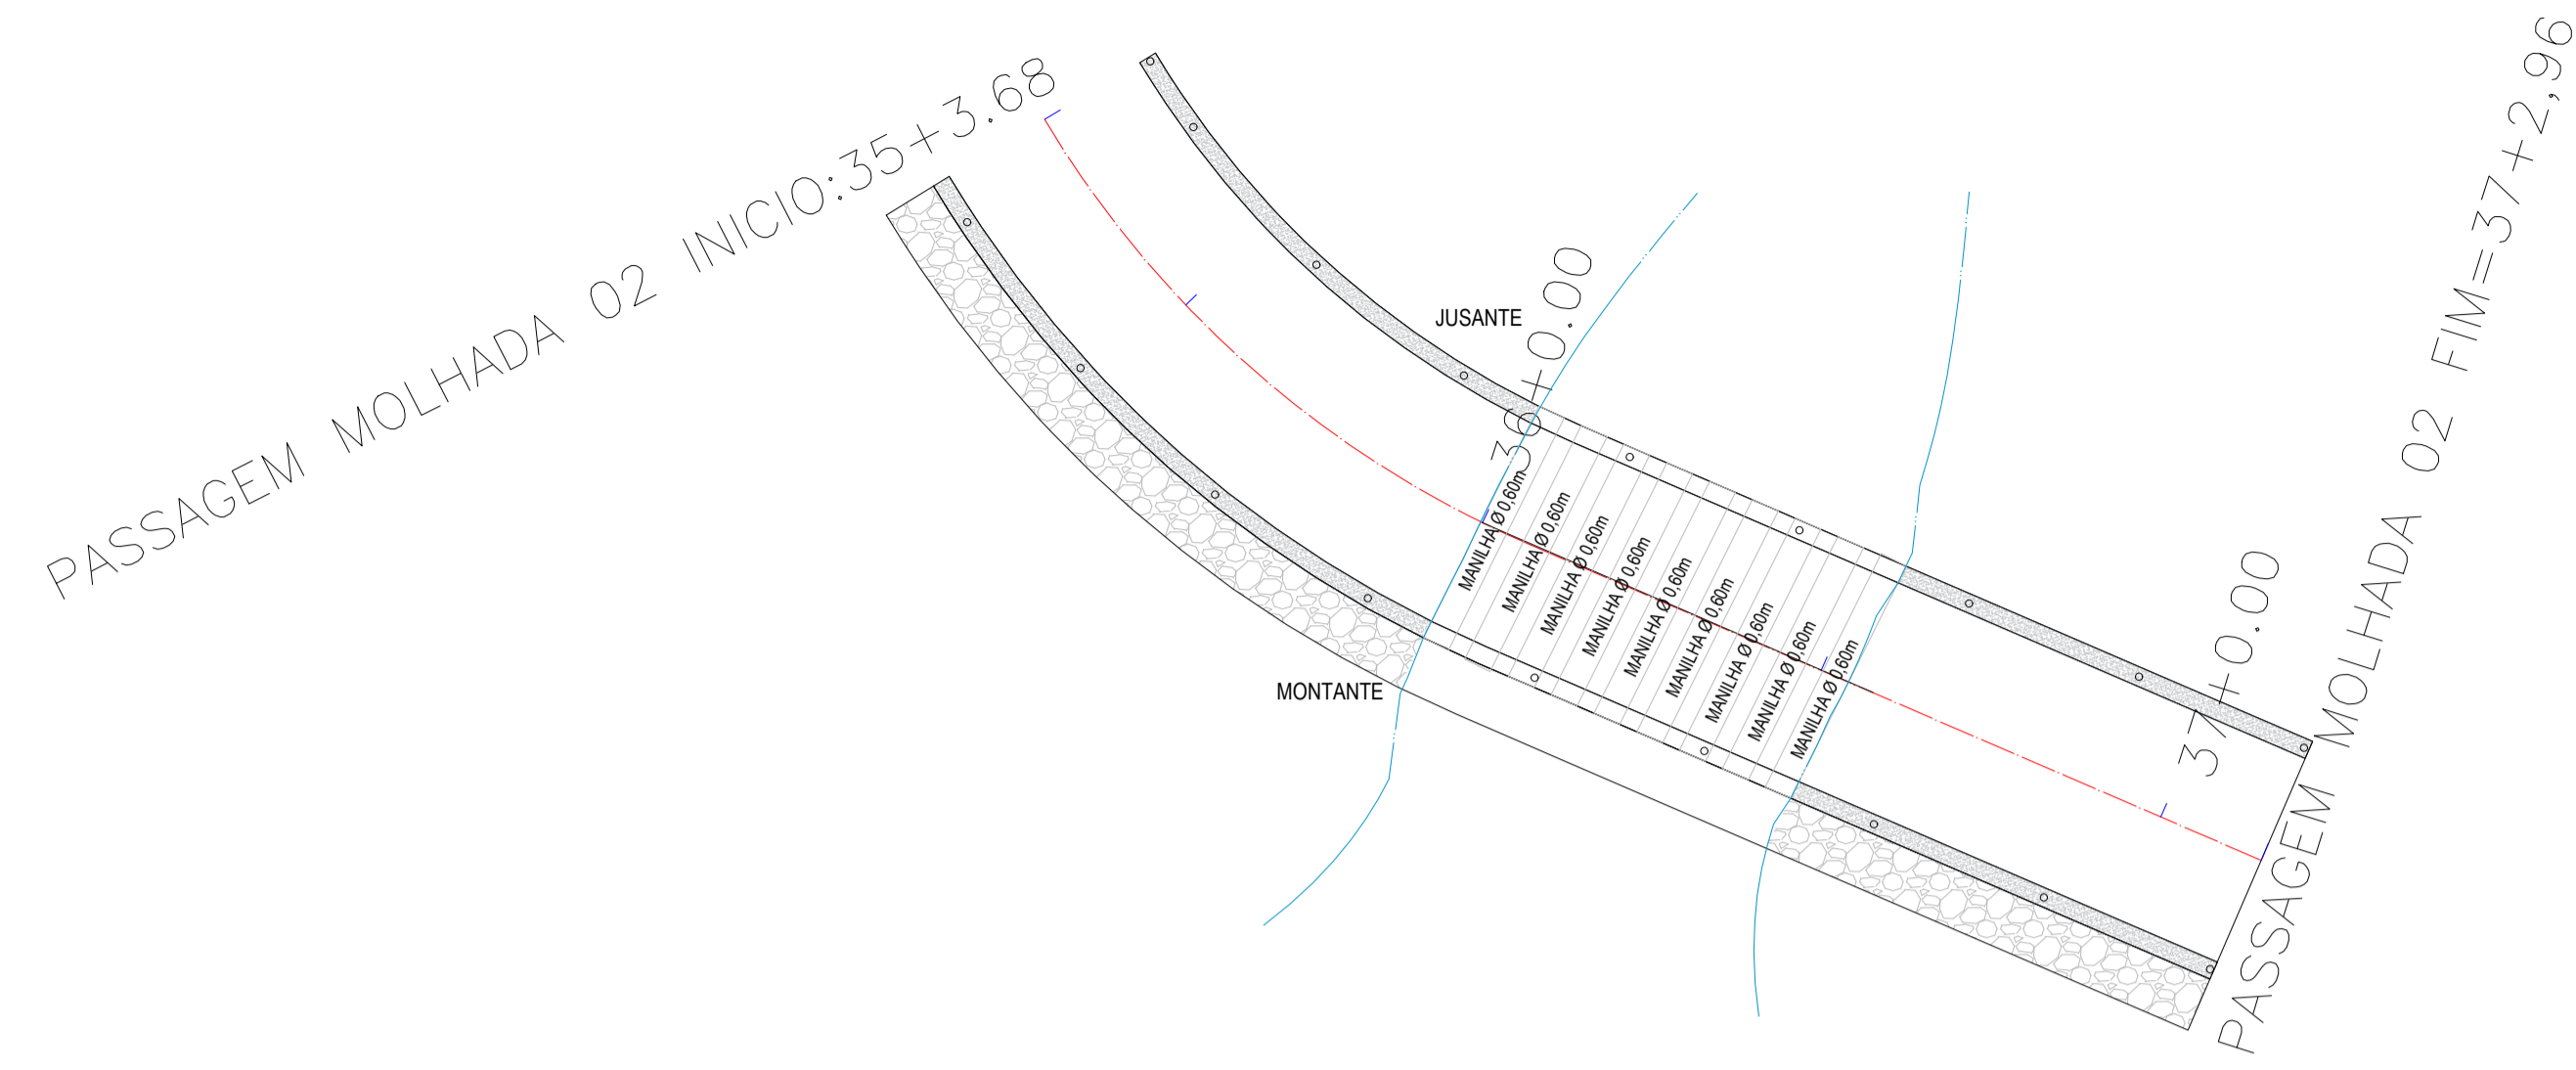 PASSAGEM MOLHADA 02 INICIO:35+3.68
JUSANTE
36+0.00
MANILHA Ø 0,60m
MANILHA Ø 0,60m
MANILHA Ø 0,60m
MANILHA Ø 0,60m
MANILHA Ø 0,60m
MANILHA Ø 0,60m
MANILHA Ø 0,60m
MANILHA Ø 0,60m
MANILHA Ø 0,60m
MONTANTE
37+0.00
PASSAGEM MOLHADA 02 FIM=37+2,96